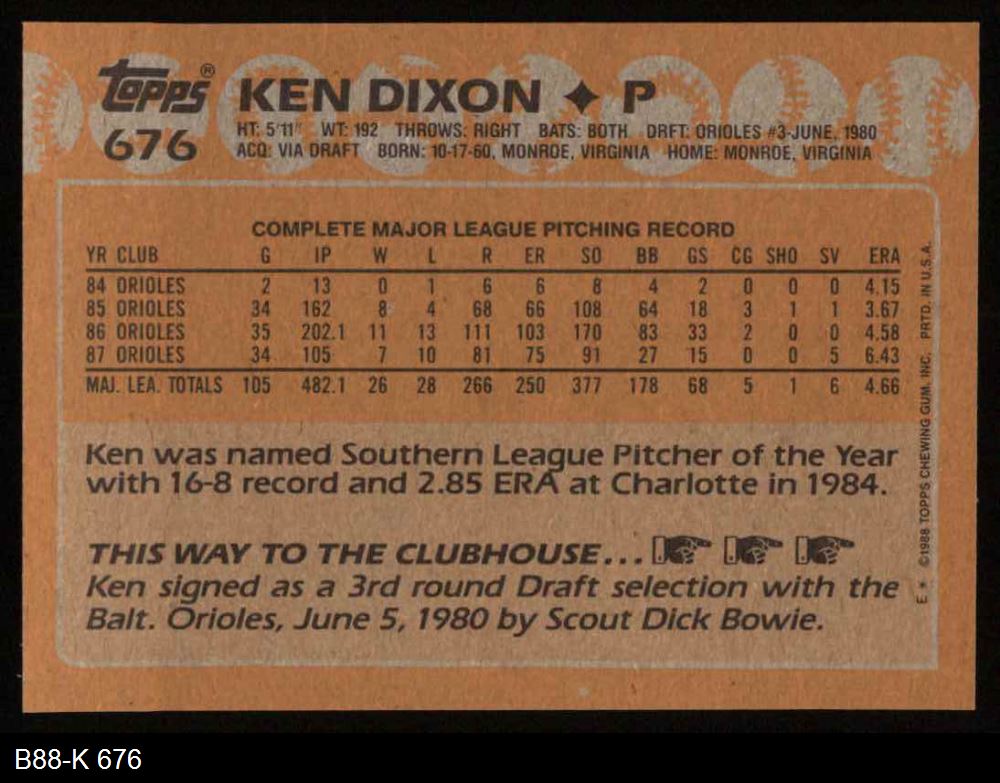 Topps® KEN DIXON ✦ P
676 HT: 5'11" WT: 192 THROWS: RIGHT BATS: BOTH DRFT: ORIOLES #3-JUNE, 1980
ACQ: VIA DRAFT BORN: 10-17-60, MONROE, VIRGINIA HOME: MONROE, VIRGINIA
COMPLETE MAJOR LEAGUE PITCHING RECORD
YR CLUB G IP W L R ER SO BB GS CG SHO SV ERA
84 ORIOLES 2 13 0 1 6 6 8 4 2 0 0 0 4.15
85 ORIOLES 34 162 8 4 68 66 108 64 18 3 1 1 3.67
86 ORIOLES 35 202.1 11 13 111 103 170 83 33 2 0 0 4.58
87 ORIOLES 34 105 7 10 81 75 91 27 15 0 0 5 6.43
MAJ. LEA. TOTALS 105 482.1 26 28 266 250 377 178 68 5 1 6 4.66
Ken was named Southern League Pitcher of the Year
with 16-8 record and 2.85 ERA at Charlotte in 1984.
THIS WAY TO THE CLUBHOUSE...
Ken signed as a 3rd round Draft selection with the
Balt. Orioles, June 5, 1980 by Scout Dick Bowie.
E* ©1988 TOPPS CHEWING GUM, INC. PRTD. IN U.S.A.
B88-K 676